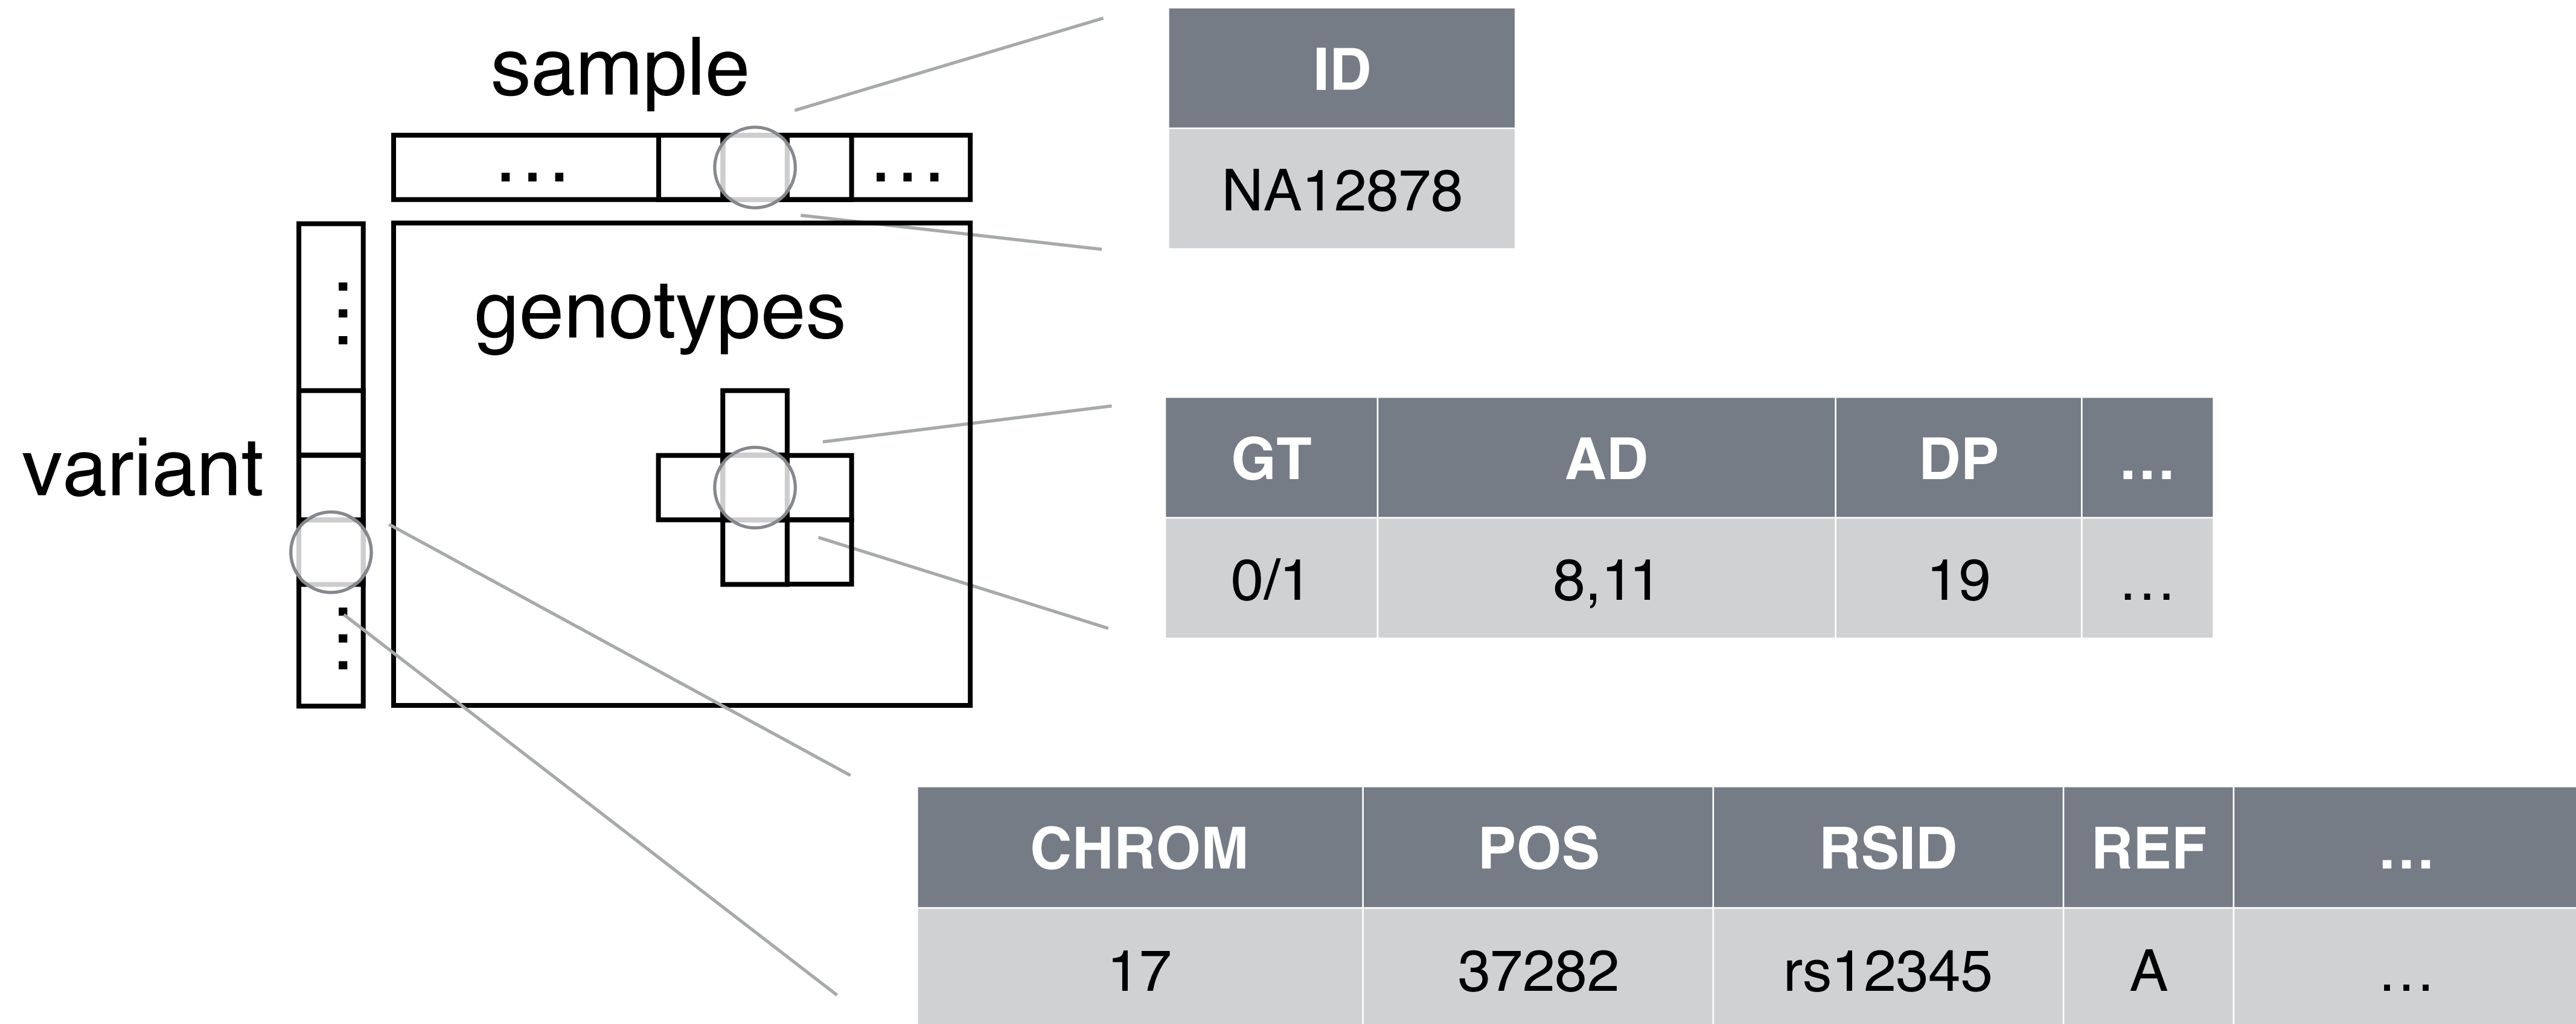 sample
... ...
ID
NA12878
⋮
genotypes
variant
⋮
GT AD DP ...
0/1 8,11 19 ...
CHROM POS RSID REF ...
17 37282 rs12345 A ...